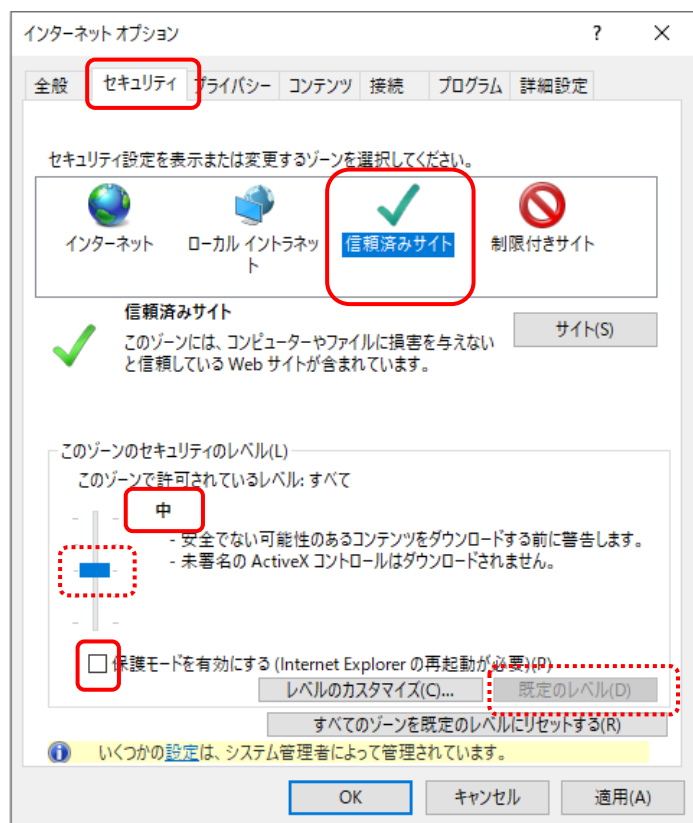 インターネット オプション
?
全般 セキュリティ プライバシー コンテンツ 接続 プログラム 詳細設定
セキュリティ設定を表示または変更するゾーンを選択してください。
インターネット
ローカル イントラネッ
ト
信頼済みサイト
制限付きサイト
信頼済みサイト
このゾーンには、コンピューターやファイルに損害を与えない
と信頼している Web サイトが含まれています。
サイト(S)
このゾーンのセキュリティのレベル(L)
このゾーンで許可されているレベル: すべて
中
- 安全でない可能性のあるコンテンツをダウンロードする前に警告します。
- 未署名の ActiveX コントロールはダウンロードされません。
保護モードを有効にする (Internet Explorer の再起動が必要)(P)
レベルのカスタマイズ(C)...
既定のレベル(D)
すべてのゾーンを既定のレベルにリセットする(R)
いくつかの設定は、システム管理者によって管理されています。
OK
キャンセル
適用(A)